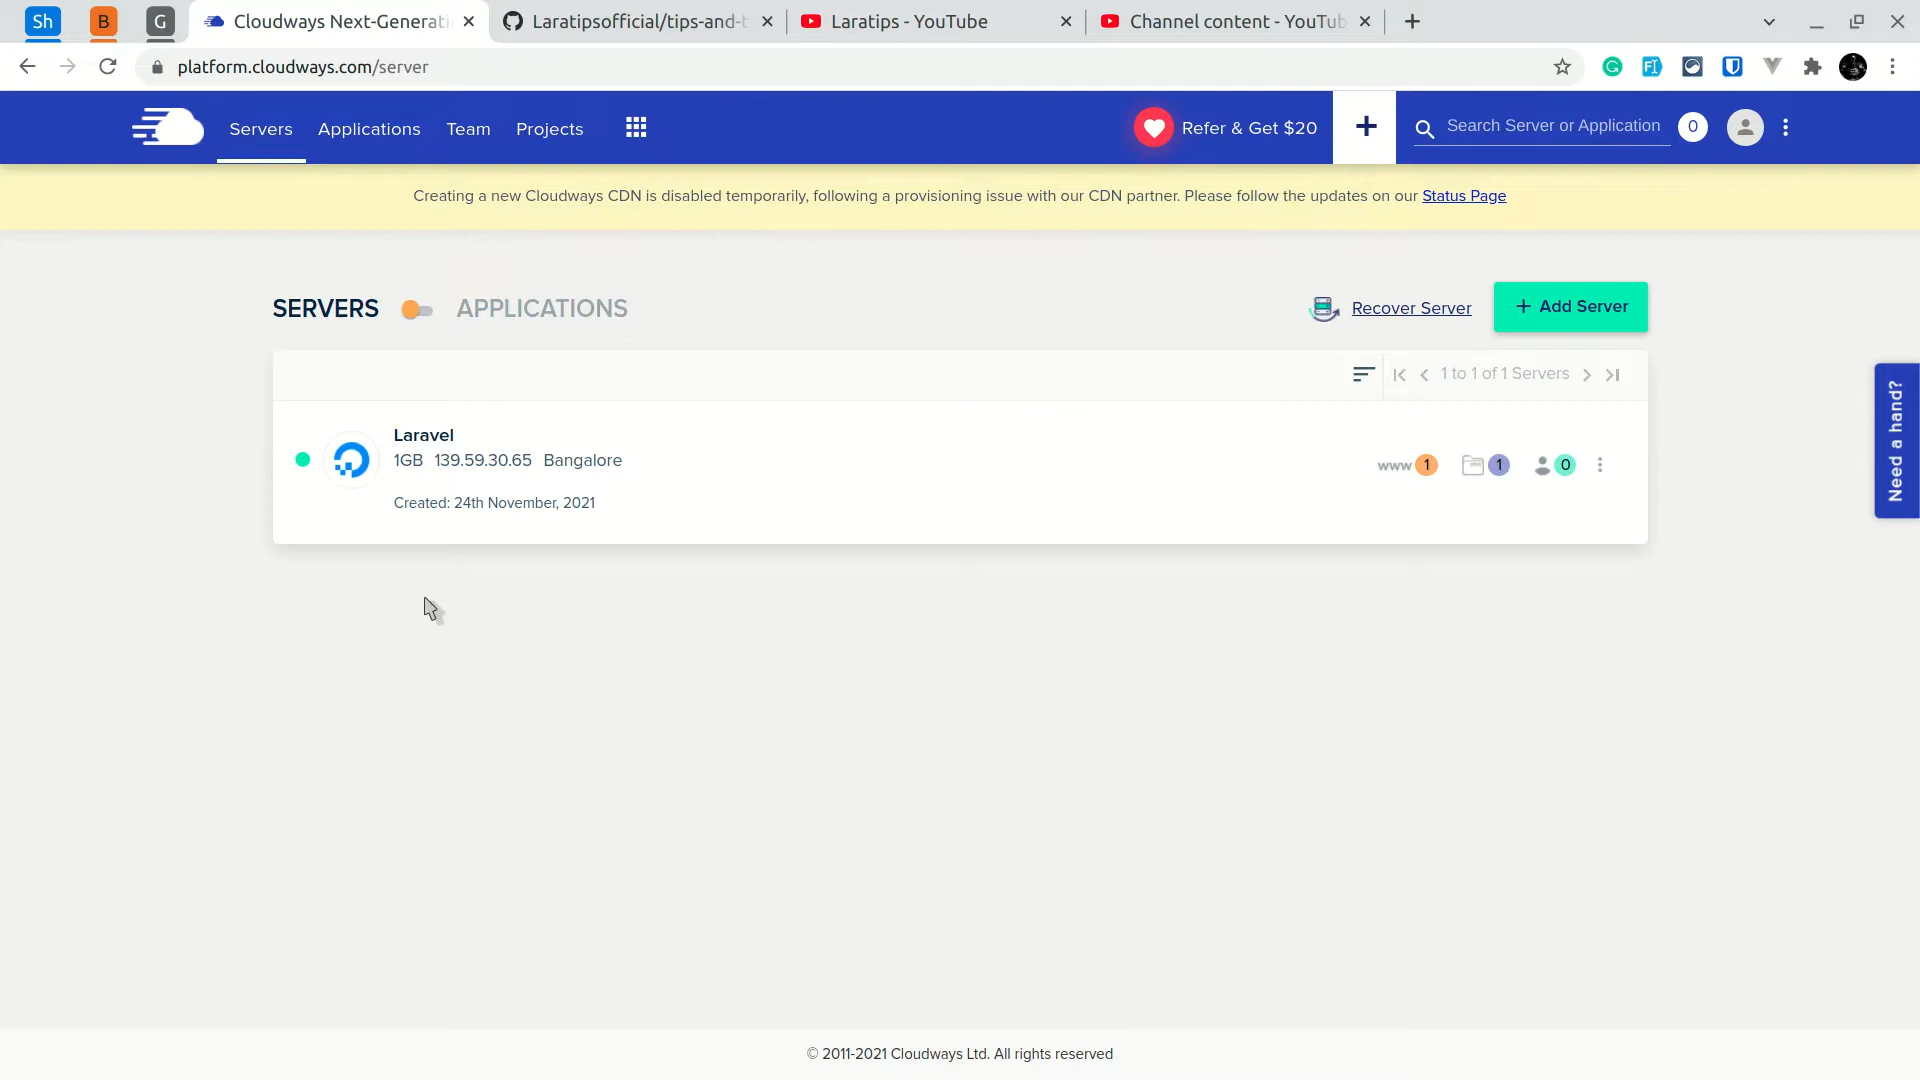 Sh
B
G
Cloudways Next-Generati
Laratipsofficial/tips-and-t
Laratips - YouTube
Channel content - YouTub
platform.cloudways.com/server
Servers
Applications
Team
Projects
Refer & Get $20
Search Server or Application
0
Creating a new Cloudways CDN is disabled temporarily, following a provisioning issue with our CDN partner. Please follow the updates on our Status Page
SERVERS
APPLICATIONS
Recover Server
+ Add Server
1 to 1 of 1 Servers
Need a hand?
Laravel
1GB 139.59.30.65 Bangalore
www 1
1
0
Created: 24th November, 2021
© 2011-2021 Cloudways Ltd. All rights reserved